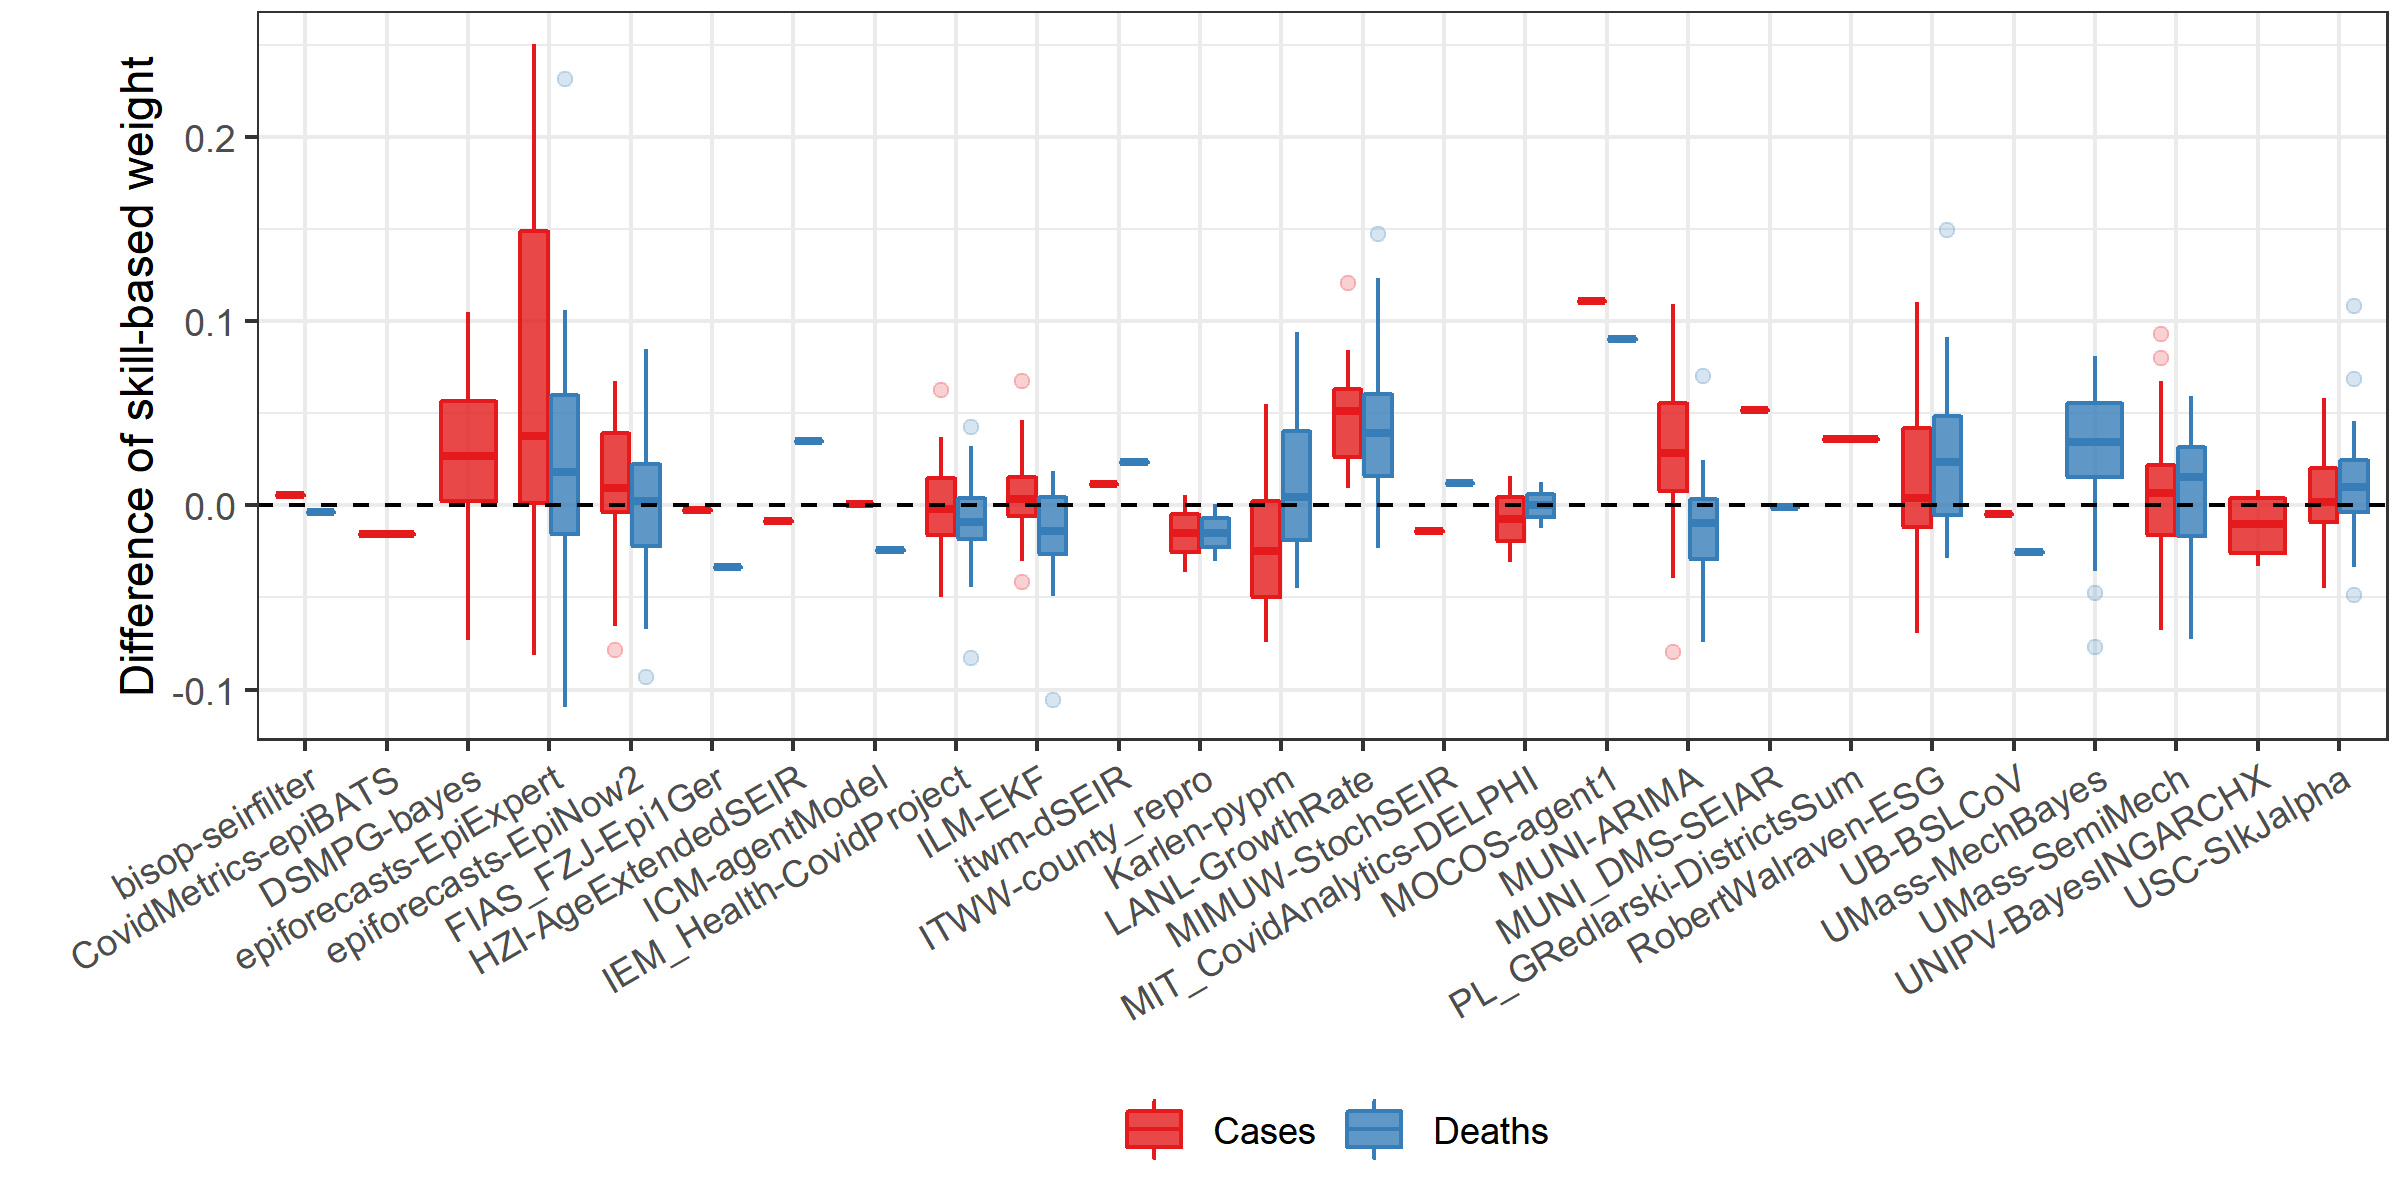 Difference of skill-based weight
0.2
0.1
0.0
-0.1
bisop-seirfilter
CovidMetrics-epiBATS
DSMPG-bayes
epiforecasts-EpiExpert
epiforecasts-EpiNow2
FIAS_FZJ-Epi1Ger
HZI-AgeExtendedSEIR
ICM-agentModel
IEM_Health-CovidProject
ILM-EKF
itwm-dSEIR
ITWW-county_repro
Karlen-pypm
LANL-GrowthRate
MIMUW-StochSEIR
MIT_CovidAnalytics-DELPHI
MOCOS-agent1
MUNI-ARIMA
MUNI_DMS-SEIAR
PL_GRedlarski-DistrictsSum
RobertWalraven-ESG
UB-BSLCoV
UMass-MechBayes
UMass-SemiMech
UNIPV-BayesINGARCHX
USC-SIkJalpha
Cases
Deaths